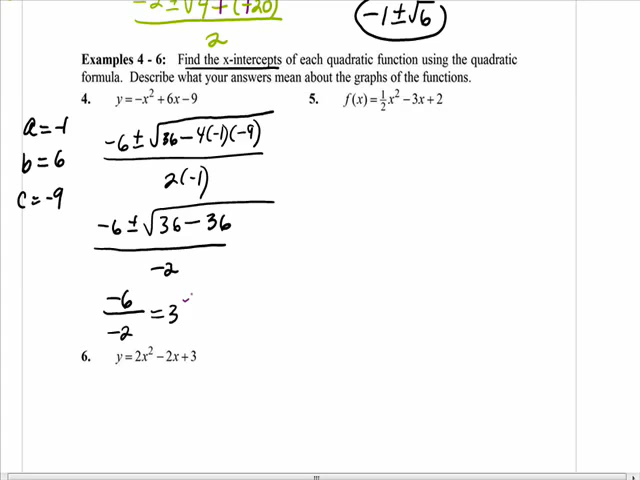 -2 ± √4 + (+20)
2
-1 ± √6
Examples 4 - 6: Find the x-intercepts of each quadratic function using the quadratic
formula. Describe what your answers mean about the graphs of the functions.
4. y = -x² + 6x - 9
5. f(x) = 1/2 x² - 3x + 2
a = -1
b = 6
c = -9
-6 ± √36 - 4(-1)(-9)
2(-1)
-6 ± √36 - 36
-2
-6
-2
= 3
6. y = 2x² - 2x + 3